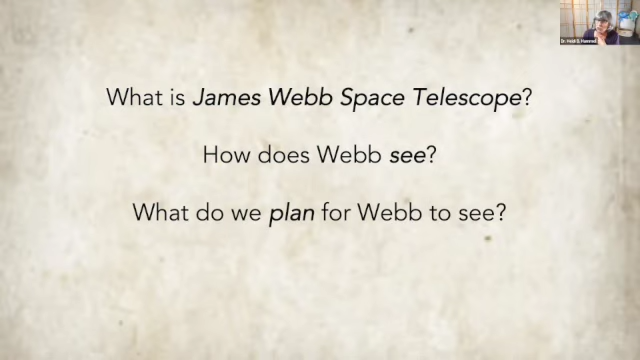 What is James Webb Space Telescope?
How does Webb see?
What do we plan for Webb to see?